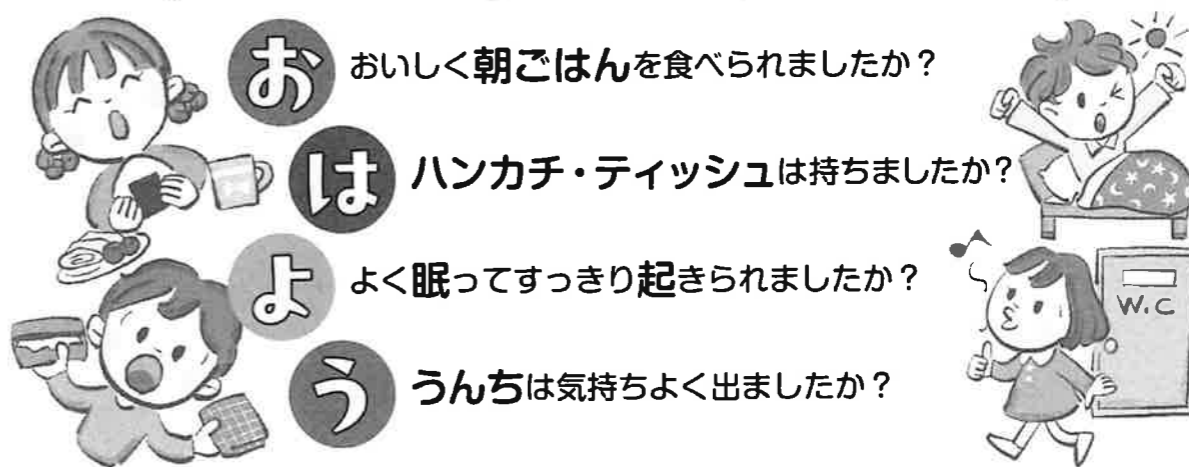 お おいしく朝ごはんを食べられましたか？
は ハンカチ・ティッシュは持ちましたか？
よ よく眠ってすっきり起きられましたか？
う うんちは気持ちよく出ましたか？
W.C